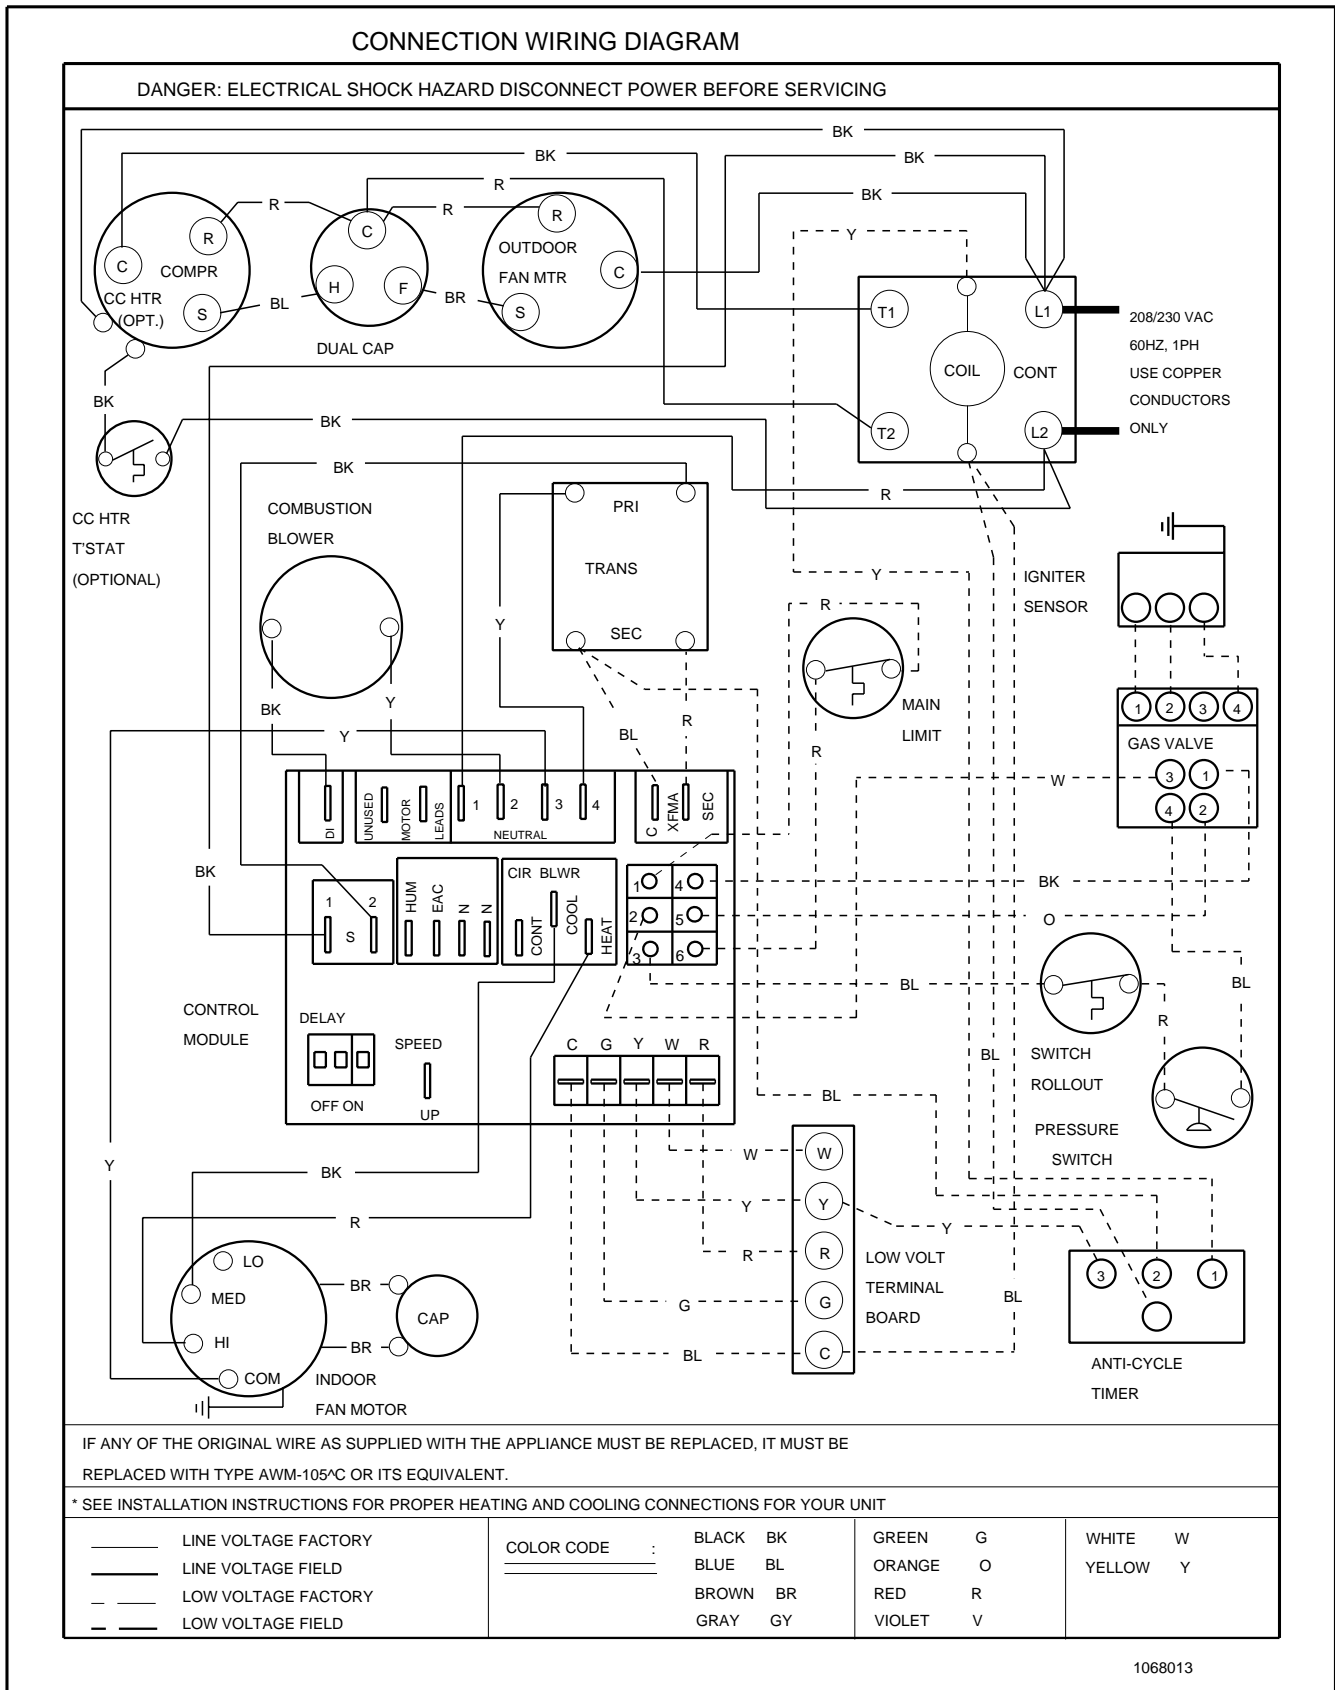 CONNECTION WIRING DIAGRAM
DANGER: ELECTRICAL SHOCK HAZARD DISCONNECT POWER BEFORE SERVICING
BK
BK
BK
R
BK
R
R
Y
R
C
R
C
COMPR
CC HTR
(OPT.)
S
BL
H
F
BR
OUTDOOR
FAN MTR
C
S
DUAL CAP
T1
L1
COIL
CONT
T2
L2
208/230 VAC
60HZ, 1PH
USE COPPER
CONDUCTORS
ONLY
BK
BK
BK
R
CC HTR
T'STAT
(OPTIONAL)
COMBUSTION
BLOWER
PRI
TRANS
SEC
Y
Y
R
IGNITER
SENSOR
MAIN
LIMIT
BK
Y
Y
BL
R
R
W
1 2 3 4
GAS VALVE
3 1
4 2
DI
UNUSED
MOTOR
LEADS
1 2 3 4
NEUTRAL
C
XFMA
SEC
BK
1 2
S
HUM
EAC
N
N
CIR BLWR
CONT
COOL
HEAT
1 4
2 5
3 6
BK
O
BL
BL
R
CONTROL
MODULE
DELAY
OFF ON
SPEED
UP
C G Y W R
BL
BL
SWITCH
ROLLOUT
PRESSURE
SWITCH
Y
BK
R
W
Y
R
G
BL
W
Y
R
G
C
Y
LOW VOLT
TERMINAL
BOARD
BL
3 2 1
ANTI-CYCLE
TIMER
LO
MED
HI
COM
BR
BR
CAP
INDOOR
FAN MOTOR
IF ANY OF THE ORIGINAL WIRE AS SUPPLIED WITH THE APPLIANCE MUST BE REPLACED, IT MUST BE
REPLACED WITH TYPE AWM-105^C OR ITS EQUIVALENT.
* SEE INSTALLATION INSTRUCTIONS FOR PROPER HEATING AND COOLING CONNECTIONS FOR YOUR UNIT
LINE VOLTAGE FACTORY
LINE VOLTAGE FIELD
LOW VOLTAGE FACTORY
LOW VOLTAGE FIELD
COLOR CODE :
BLACK BK
BLUE BL
BROWN BR
GRAY GY
GREEN G
ORANGE O
RED R
VIOLET V
WHITE W
YELLOW Y
1068013